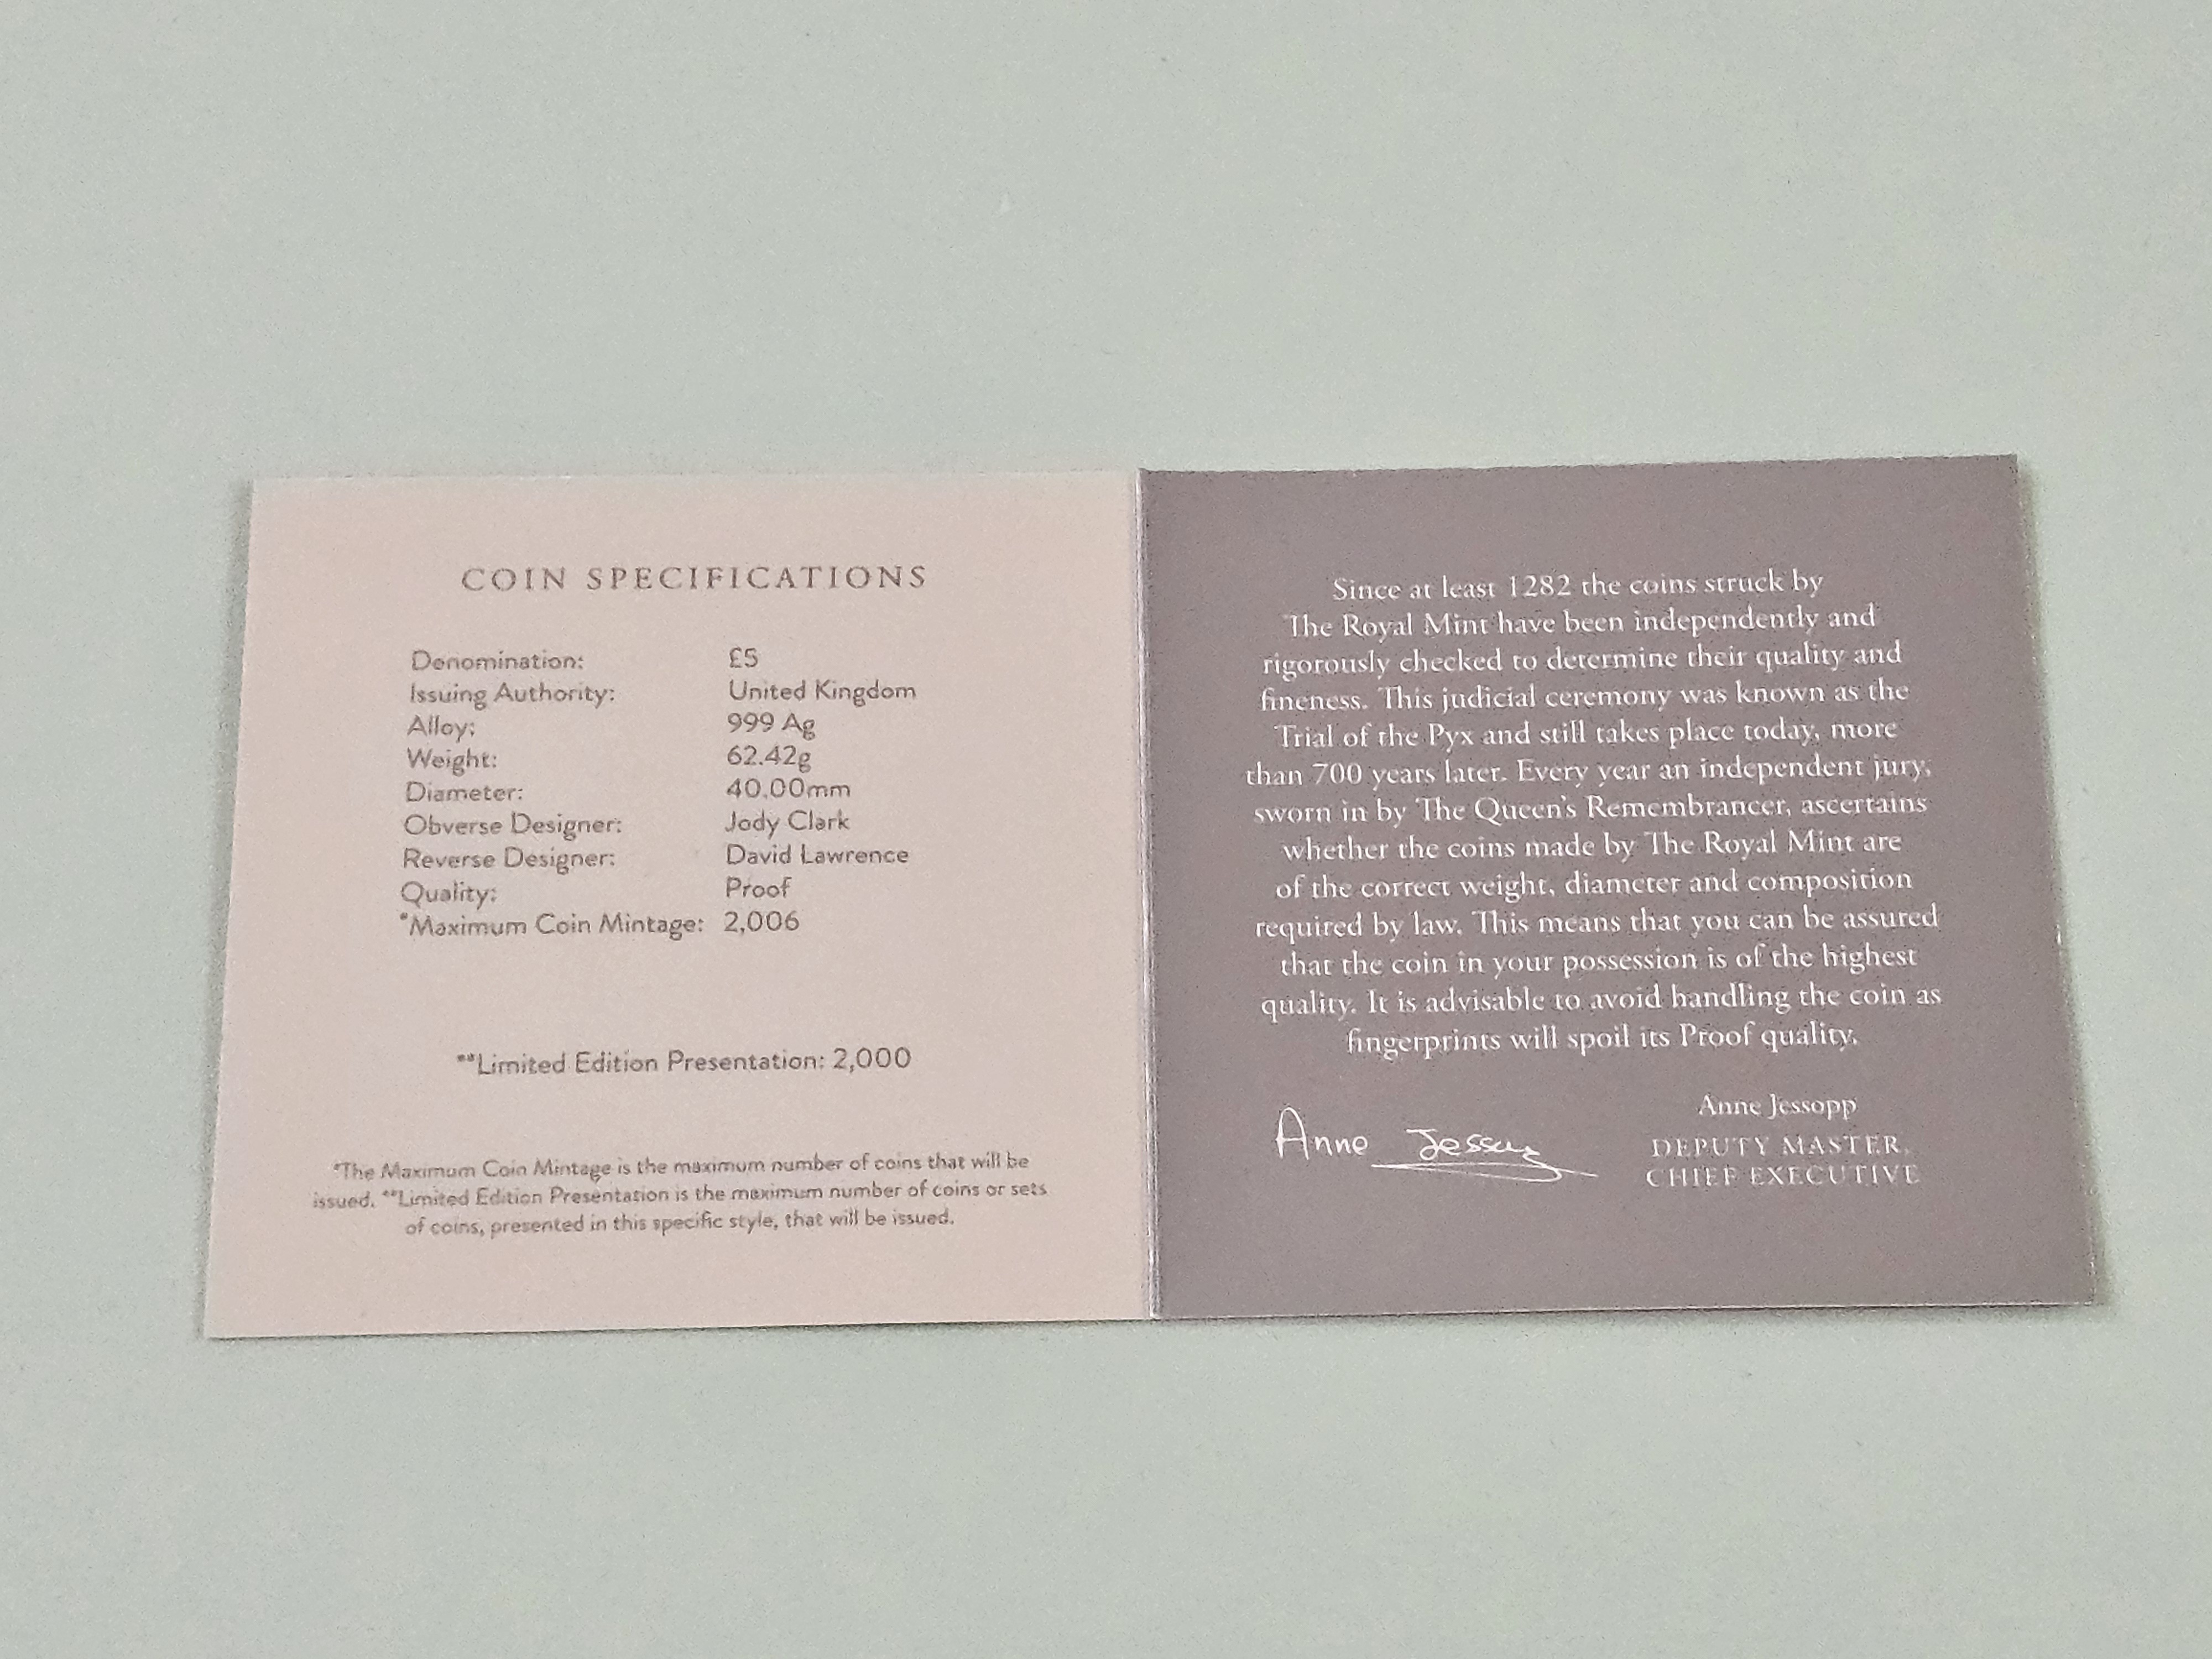 COIN SPECIFICATIONS
Denomination: £5
Issuing Authority: United Kingdom
Alloy: 999 Ag
Weight: 62.42g
Diameter: 40.00mm
Obverse Designer: Jody Clark
Reverse Designer: David Lawrence
Quality: Proof
*Maximum Coin Mintage: 2,006
**Limited Edition Presentation: 2,000
*The Maximum Coin Mintage is the maximum number of coins that will be
issued. **Limited Edition Presentation is the maximum number of coins or sets
of coins, presented in this specific style, that will be issued.
Since at least 1282 the coins struck by
The Royal Mint have been independently and
rigorously checked to determine their quality and
fineness. This judicial ceremony was known as the
Trial of the Pyx and still takes place today, more
than 700 years later. Every year an independent jury,
sworn in by The Queen's Remembrancer, ascertains
whether the coins made by The Royal Mint are
of the correct weight, diameter and composition
required by law. This means that you can be assured
that the coin in your possession is of the highest
quality. It is advisable to avoid handling the coin as
fingerprints will spoil its Proof quality.
Anne Jessopp
Anne Jessopp
DEPUTY MASTER,
CHIEF EXECUTIVE